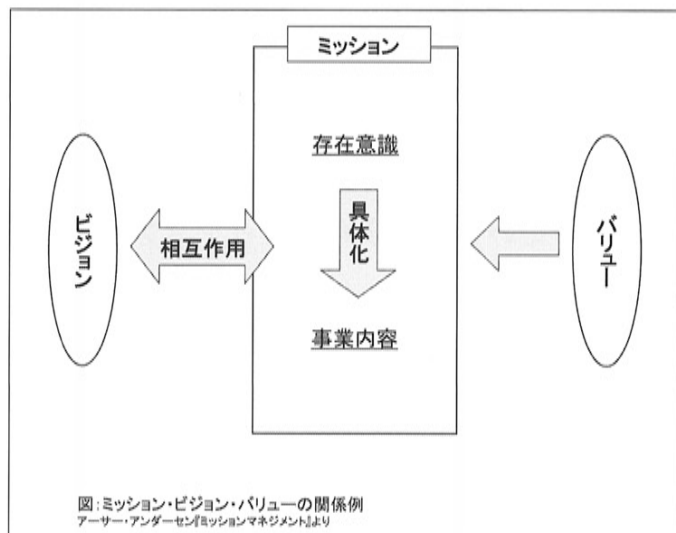 ミッション
存在意識
ビジョン
相互作用
具体化
バリュー
事業内容
図:ミッション・ビジョン・バリューの関係例
アーサー・アンダーセン『ミッションマネジメント』より